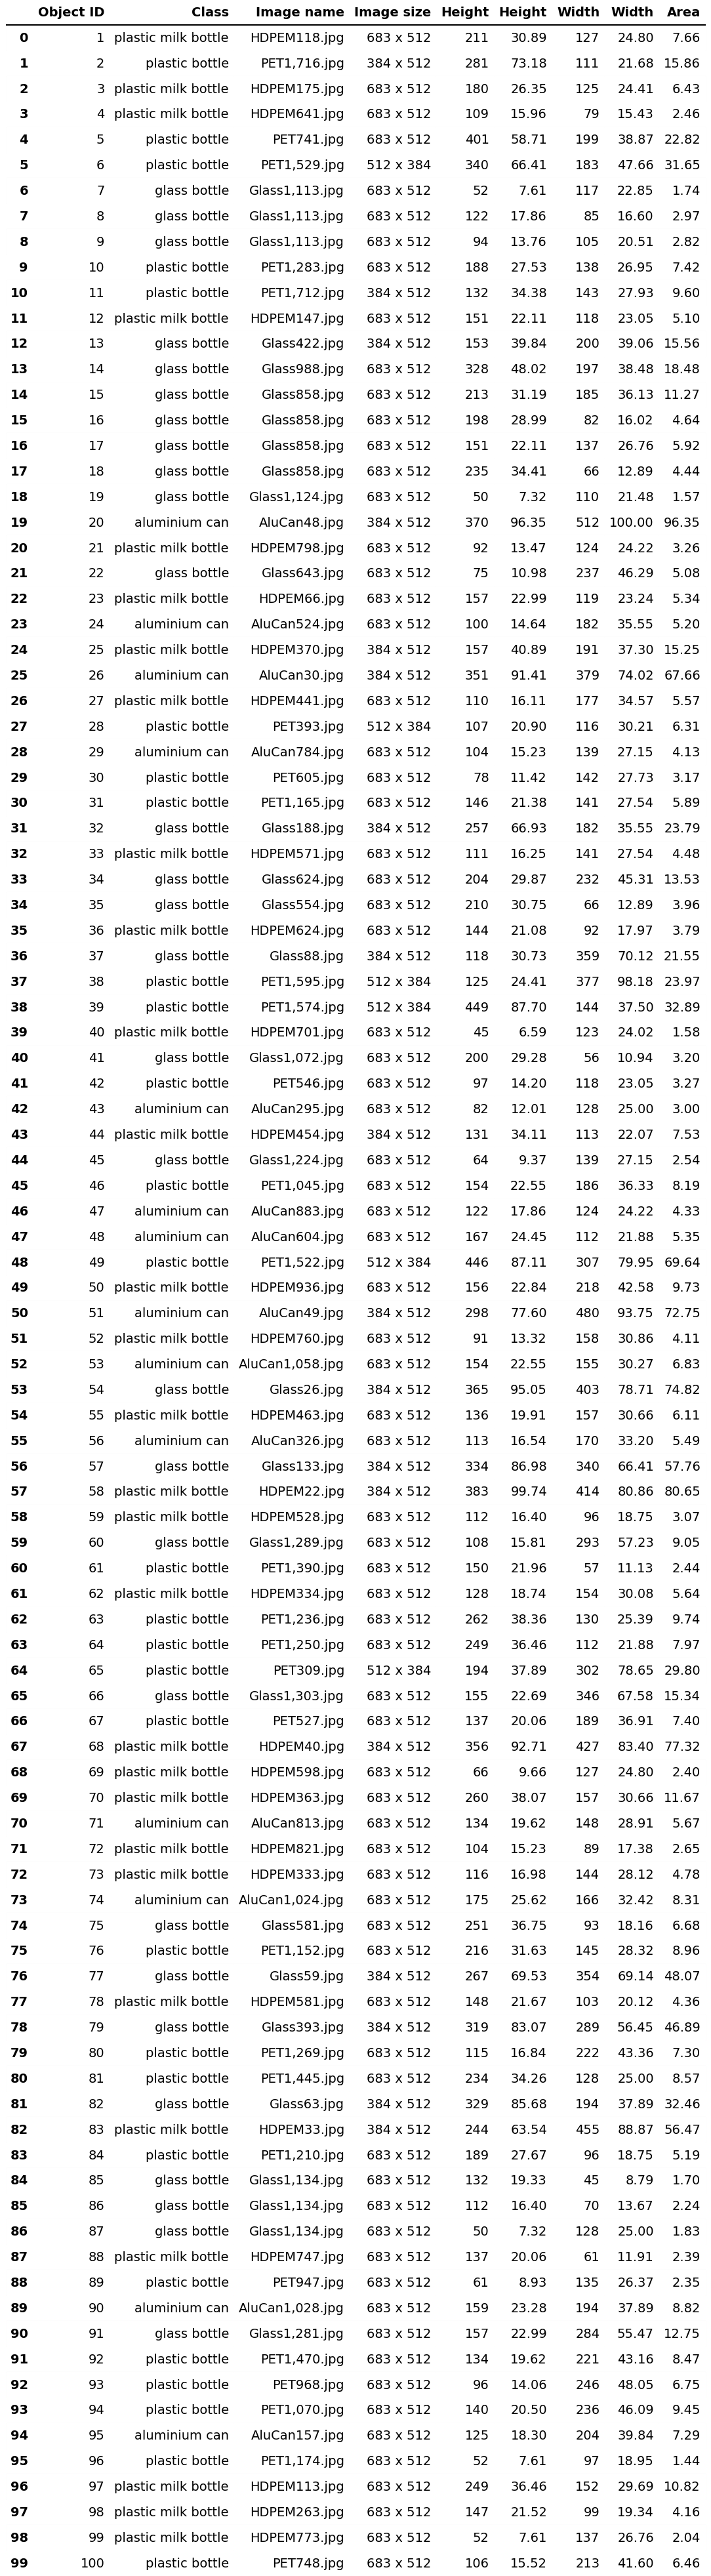 Object ID Class Image name Image size Height Height Width Width Area
0 1 plastic milk bottle HDPEM118.jpg 683 x 512 211 30.89 127 24.80 7.66
1 2 plastic bottle PET1,716.jpg 384 x 512 281 73.18 111 21.68 15.86
2 3 plastic milk bottle HDPEM175.jpg 683 x 512 180 26.35 125 24.41 6.43
3 4 plastic milk bottle HDPEM641.jpg 683 x 512 109 15.96 79 15.43 2.46
4 5 plastic bottle PET741.jpg 683 x 512 401 58.71 199 38.87 22.82
5 6 plastic bottle PET1,529.jpg 512 x 384 340 66.41 183 47.66 31.65
6 7 glass bottle Glass1,113.jpg 683 x 512 52 7.61 117 22.85 1.74
7 8 glass bottle Glass1,113.jpg 683 x 512 122 17.86 85 16.60 2.97
8 9 glass bottle Glass1,113.jpg 683 x 512 94 13.76 105 20.51 2.82
9 10 plastic bottle PET1,283.jpg 683 x 512 188 27.53 138 26.95 7.42
10 11 plastic bottle PET1,712.jpg 384 x 512 132 34.38 143 27.93 9.60
11 12 plastic milk bottle HDPEM147.jpg 683 x 512 151 22.11 118 23.05 5.10
12 13 glass bottle Glass422.jpg 384 x 512 153 39.84 200 39.06 15.56
13 14 glass bottle Glass988.jpg 683 x 512 328 48.02 197 38.48 18.48
14 15 glass bottle Glass858.jpg 683 x 512 213 31.19 185 36.13 11.27
15 16 glass bottle Glass858.jpg 683 x 512 198 28.99 82 16.02 4.64
16 17 glass bottle Glass858.jpg 683 x 512 151 22.11 137 26.76 5.92
17 18 glass bottle Glass858.jpg 683 x 512 235 34.41 66 12.89 4.44
18 19 glass bottle Glass1,124.jpg 683 x 512 50 7.32 110 21.48 1.57
19 20 aluminium can AluCan48.jpg 384 x 512 370 96.35 512 100.00 96.35
20 21 plastic milk bottle HDPEM798.jpg 683 x 512 92 13.47 124 24.22 3.26
21 22 glass bottle Glass643.jpg 683 x 512 75 10.98 237 46.29 5.08
22 23 plastic milk bottle HDPEM66.jpg 683 x 512 157 22.99 119 23.24 5.34
23 24 aluminium can AluCan524.jpg 683 x 512 100 14.64 182 35.55 5.20
24 25 plastic milk bottle HDPEM370.jpg 384 x 512 157 40.89 191 37.30 15.25
25 26 aluminium can AluCan30.jpg 384 x 512 351 91.41 379 74.02 67.66
26 27 plastic milk bottle HDPEM441.jpg 683 x 512 110 16.11 177 34.57 5.57
27 28 plastic bottle PET393.jpg 512 x 384 107 20.90 116 30.21 6.31
28 29 aluminium can AluCan784.jpg 683 x 512 104 15.23 139 27.15 4.13
29 30 plastic bottle PET605.jpg 683 x 512 78 11.42 142 27.73 3.17
30 31 plastic bottle PET1,165.jpg 683 x 512 146 21.38 141 27.54 5.89
31 32 glass bottle Glass188.jpg 384 x 512 257 66.93 182 35.55 23.79
32 33 plastic milk bottle HDPEM571.jpg 683 x 512 111 16.25 141 27.54 4.48
33 34 glass bottle Glass624.jpg 683 x 512 204 29.87 232 45.31 13.53
34 35 glass bottle Glass554.jpg 683 x 512 210 30.75 66 12.89 3.96
35 36 plastic milk bottle HDPEM624.jpg 683 x 512 144 21.08 92 17.97 3.79
36 37 glass bottle Glass88.jpg 384 x 512 118 30.73 359 70.12 21.55
37 38 plastic bottle PET1,595.jpg 512 x 384 125 24.41 377 98.18 23.97
38 39 plastic bottle PET1,574.jpg 512 x 384 449 87.70 144 37.50 32.89
39 40 plastic milk bottle HDPEM701.jpg 683 x 512 45 6.59 123 24.02 1.58
40 41 glass bottle Glass1,072.jpg 683 x 512 200 29.28 56 10.94 3.20
41 42 plastic bottle PET546.jpg 683 x 512 97 14.20 118 23.05 3.27
42 43 aluminium can AluCan295.jpg 683 x 512 82 12.01 128 25.00 3.00
43 44 plastic milk bottle HDPEM454.jpg 384 x 512 131 34.11 113 22.07 7.53
44 45 glass bottle Glass1,224.jpg 683 x 512 64 9.37 139 27.15 2.54
45 46 plastic bottle PET1,045.jpg 683 x 512 154 22.55 186 36.33 8.19
46 47 aluminium can AluCan883.jpg 683 x 512 122 17.86 124 24.22 4.33
47 48 aluminium can AluCan604.jpg 683 x 512 167 24.45 112 21.88 5.35
48 49 plastic bottle PET1,522.jpg 512 x 384 446 87.11 307 79.95 69.64
49 50 plastic milk bottle HDPEM936.jpg 683 x 512 156 22.84 218 42.58 9.73
50 51 aluminium can AluCan49.jpg 384 x 512 298 77.60 480 93.75 72.75
51 52 plastic milk bottle HDPEM760.jpg 683 x 512 91 13.32 158 30.86 4.11
52 53 aluminium can AluCan1,058.jpg 683 x 512 154 22.55 155 30.27 6.83
53 54 glass bottle Glass26.jpg 384 x 512 365 95.05 403 78.71 74.82
54 55 plastic milk bottle HDPEM463.jpg 683 x 512 136 19.91 157 30.66 6.11
55 56 aluminium can AluCan326.jpg 683 x 512 113 16.54 170 33.20 5.49
56 57 glass bottle Glass133.jpg 384 x 512 334 86.98 340 66.41 57.76
57 58 plastic milk bottle HDPEM22.jpg 384 x 512 383 99.74 414 80.86 80.65
58 59 plastic milk bottle HDPEM528.jpg 683 x 512 112 16.40 96 18.75 3.07
59 60 glass bottle Glass1,289.jpg 683 x 512 108 15.81 293 57.23 9.05
60 61 plastic bottle PET1,390.jpg 683 x 512 150 21.96 57 11.13 2.44
61 62 plastic milk bottle HDPEM334.jpg 683 x 512 128 18.74 154 30.08 5.64
62 63 plastic bottle PET1,236.jpg 683 x 512 262 38.36 130 25.39 9.74
63 64 plastic bottle PET1,250.jpg 683 x 512 249 36.46 112 21.88 7.97
64 65 plastic bottle PET309.jpg 512 x 384 194 37.89 302 78.65 29.80
65 66 glass bottle Glass1,303.jpg 683 x 512 155 22.69 346 67.58 15.34
66 67 plastic bottle PET527.jpg 683 x 512 137 20.06 189 36.91 7.40
67 68 plastic milk bottle HDPEM40.jpg 384 x 512 356 92.71 427 83.40 77.32
68 69 plastic milk bottle HDPEM598.jpg 683 x 512 66 9.66 127 24.80 2.40
69 70 plastic milk bottle HDPEM363.jpg 683 x 512 260 38.07 157 30.66 11.67
70 71 aluminium can AluCan813.jpg 683 x 512 134 19.62 148 28.91 5.67
71 72 plastic milk bottle HDPEM821.jpg 683 x 512 104 15.23 89 17.38 2.65
72 73 plastic milk bottle HDPEM333.jpg 683 x 512 116 16.98 144 28.12 4.78
73 74 aluminium can AluCan1,024.jpg 683 x 512 175 25.62 166 32.42 8.31
74 75 glass bottle Glass581.jpg 683 x 512 251 36.75 93 18.16 6.68
75 76 plastic bottle PET1,152.jpg 683 x 512 216 31.63 145 28.32 8.96
76 77 glass bottle Glass59.jpg 384 x 512 267 69.53 354 69.14 48.07
77 78 plastic milk bottle HDPEM581.jpg 683 x 512 148 21.67 103 20.12 4.36
78 79 glass bottle Glass393.jpg 384 x 512 319 83.07 289 56.45 46.89
79 80 plastic bottle PET1,269.jpg 683 x 512 115 16.84 222 43.36 7.30
80 81 plastic bottle PET1,445.jpg 683 x 512 234 34.26 128 25.00 8.57
81 82 glass bottle Glass63.jpg 384 x 512 329 85.68 194 37.89 32.46
82 83 plastic milk bottle HDPEM33.jpg 384 x 512 244 63.54 455 88.87 56.47
83 84 plastic bottle PET1,210.jpg 683 x 512 189 27.67 96 18.75 5.19
84 85 glass bottle Glass1,134.jpg 683 x 512 132 19.33 45 8.79 1.70
85 86 glass bottle Glass1,134.jpg 683 x 512 112 16.40 70 13.67 2.24
86 87 glass bottle Glass1,134.jpg 683 x 512 50 7.32 128 25.00 1.83
87 88 plastic milk bottle HDPEM747.jpg 683 x 512 137 20.06 61 11.91 2.39
88 89 plastic bottle PET947.jpg 683 x 512 61 8.93 135 26.37 2.35
89 90 aluminium can AluCan1,028.jpg 683 x 512 159 23.28 194 37.89 8.82
90 91 glass bottle Glass1,281.jpg 683 x 512 157 22.99 284 55.47 12.75
91 92 plastic bottle PET1,470.jpg 683 x 512 134 19.62 221 43.16 8.47
92 93 plastic bottle PET968.jpg 683 x 512 96 14.06 246 48.05 6.75
93 94 plastic bottle PET1,070.jpg 683 x 512 140 20.50 236 46.09 9.45
94 95 aluminium can AluCan157.jpg 683 x 512 125 18.30 204 39.84 7.29
95 96 plastic bottle PET1,174.jpg 683 x 512 52 7.61 97 18.95 1.44
96 97 plastic milk bottle HDPEM113.jpg 683 x 512 249 36.46 152 29.69 10.82
97 98 plastic milk bottle HDPEM263.jpg 683 x 512 147 21.52 99 19.34 4.16
98 99 plastic milk bottle HDPEM773.jpg 683 x 512 52 7.61 137 26.76 2.04
99 100 plastic bottle PET748.jpg 683 x 512 106 15.52 213 41.60 6.46